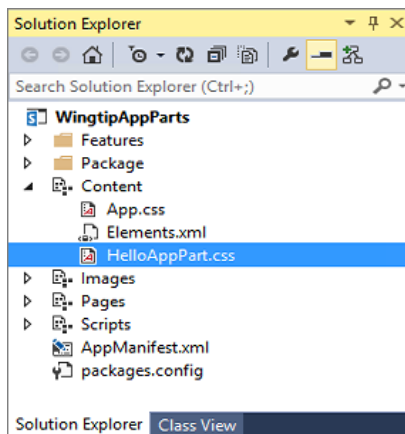 Solution Explorer
Search Solution Explorer (Ctrl+;)
WingtipAppParts
Features
Package
Content
App.css
Elements.xml
HelloAppPart.css
Images
Pages
Scripts
AppManifest.xml
packages.config
Solution Explorer Class View